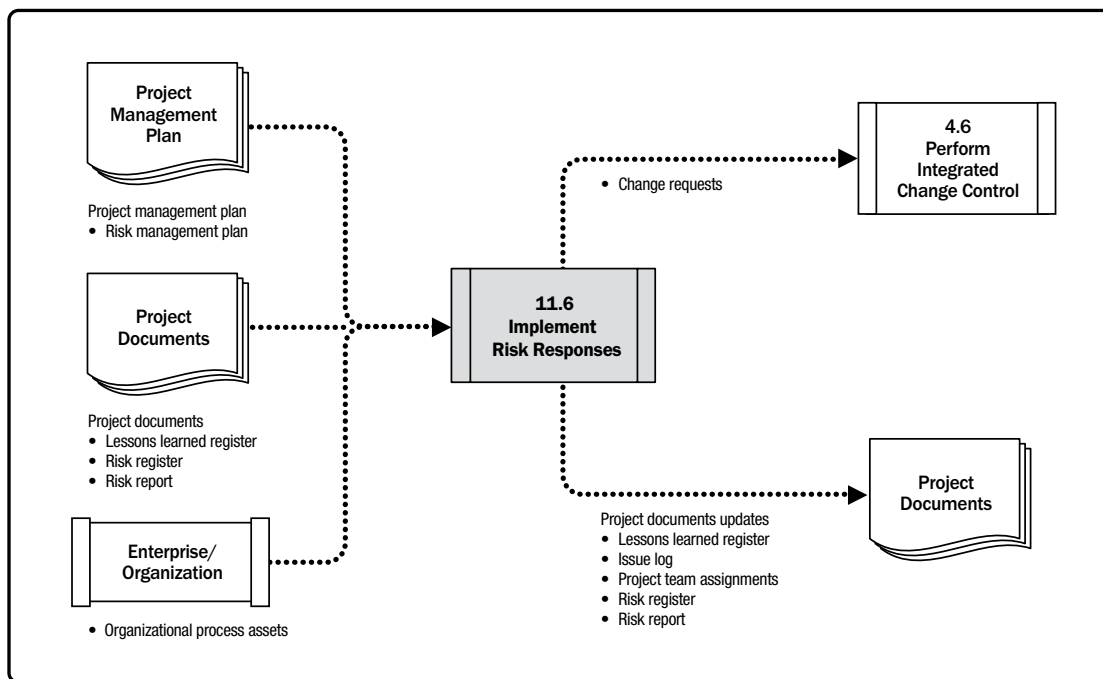 Project
Management
Plan
Project management plan
• Risk management plan
Project
Documents
Project documents
• Lessons learned register
• Risk register
• Risk report
Enterprise/
Organization
• Organizational process assets
11.6
Implement
Risk Responses
• Change requests
4.6
Perform
Integrated
Change Control
Project documents updates
• Lessons learned register
• Issue log
• Project team assignments
• Risk register
• Risk report
Project
Documents